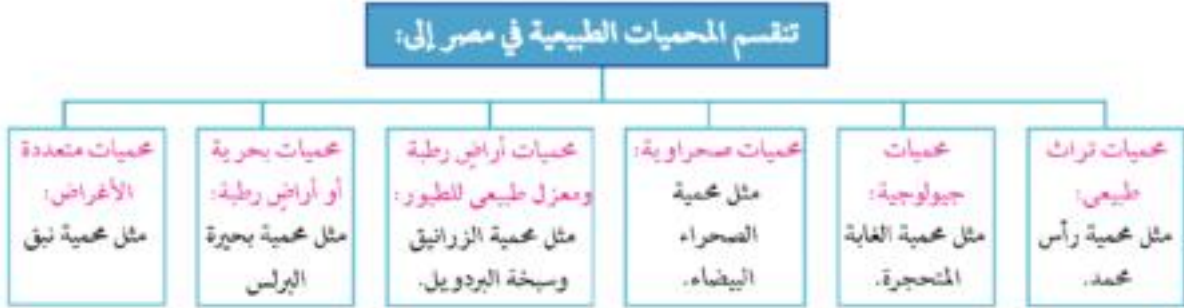 تنقسم المحميات الطبيعية في مصر إلى:
محميات تراث
طبيعي:
مثل محمية رأس
محمد.
محميات
جيولوجية:
مثل محمية الغابة
المتحجرة.
محميات صحراوية:
مثل محمية
الصحراء
البيضاء.
محميات أراضٍ رطبة
ومعزل طبيعى للطيور:
مثل محمية الزرانيق
وسبخة البردويل.
محميات بحرية
أو أراضٍ رطبة:
مثل محمية بحيرة
البرلس
محميات متعددة
الأغراض:
مثل محمية نبق